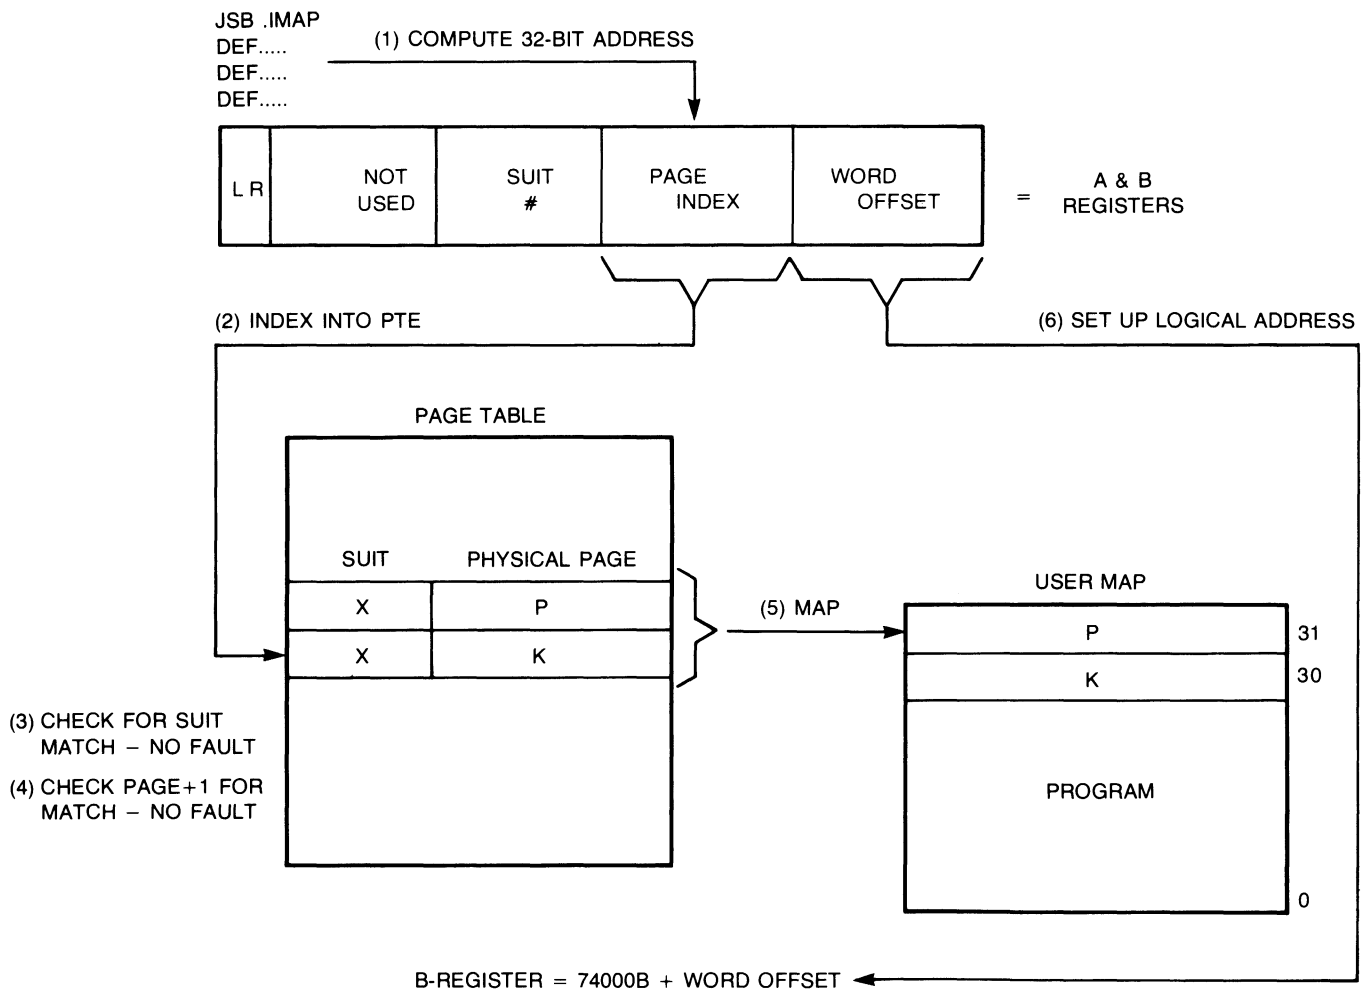 JSB .IMAP
DEF.....
DEF.....
DEF.....
(1) COMPUTE 32-BIT ADDRESS
L R
NOT
USED
SUIT
#
PAGE
INDEX
WORD
OFFSET
=
A & B
REGISTERS
(2) INDEX INTO PTE
(6) SET UP LOGICAL ADDRESS
PAGE TABLE
SUIT
PHYSICAL PAGE
X
P
X
K
(5) MAP
USER MAP
P
31
K
30
PROGRAM
0
(3) CHECK FOR SUIT
MATCH – NO FAULT
(4) CHECK PAGE+1 FOR
MATCH – NO FAULT
B-REGISTER = 74000B + WORD OFFSET